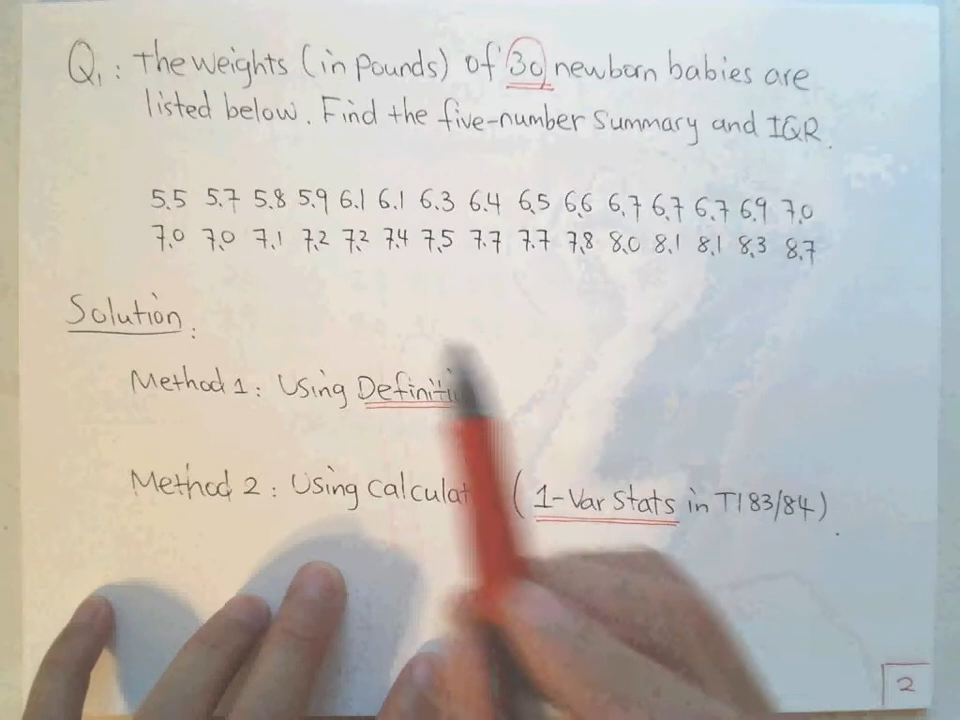 Q1: The weights (in pounds) of 30 newborn babies are
listed below. Find the five-number summary and IQR.
5.5 5.7 5.8 5.9 6.1 6.1 6.3 6.4 6.5 6.6 6.7 6.7 6.7 6.9 7.0
7.0 7.0 7.1 7.2 7.2 7.4 7.5 7.7 7.7 7.8 8.0 8.1 8.1 8.3 8.7
Solution:
Method 1: Using Definiti
Method 2: Using Calculat (1-Var Stats in TI 83/84).
2